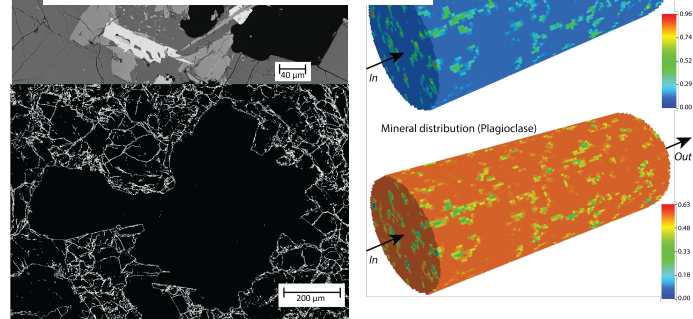 40 µm
200 µm
In
0.96
0.74
0.52
0.29
0.00
Mineral distribution (Plagioclase)
Out
In
0.63
0.48
0.33
0.18
0.00